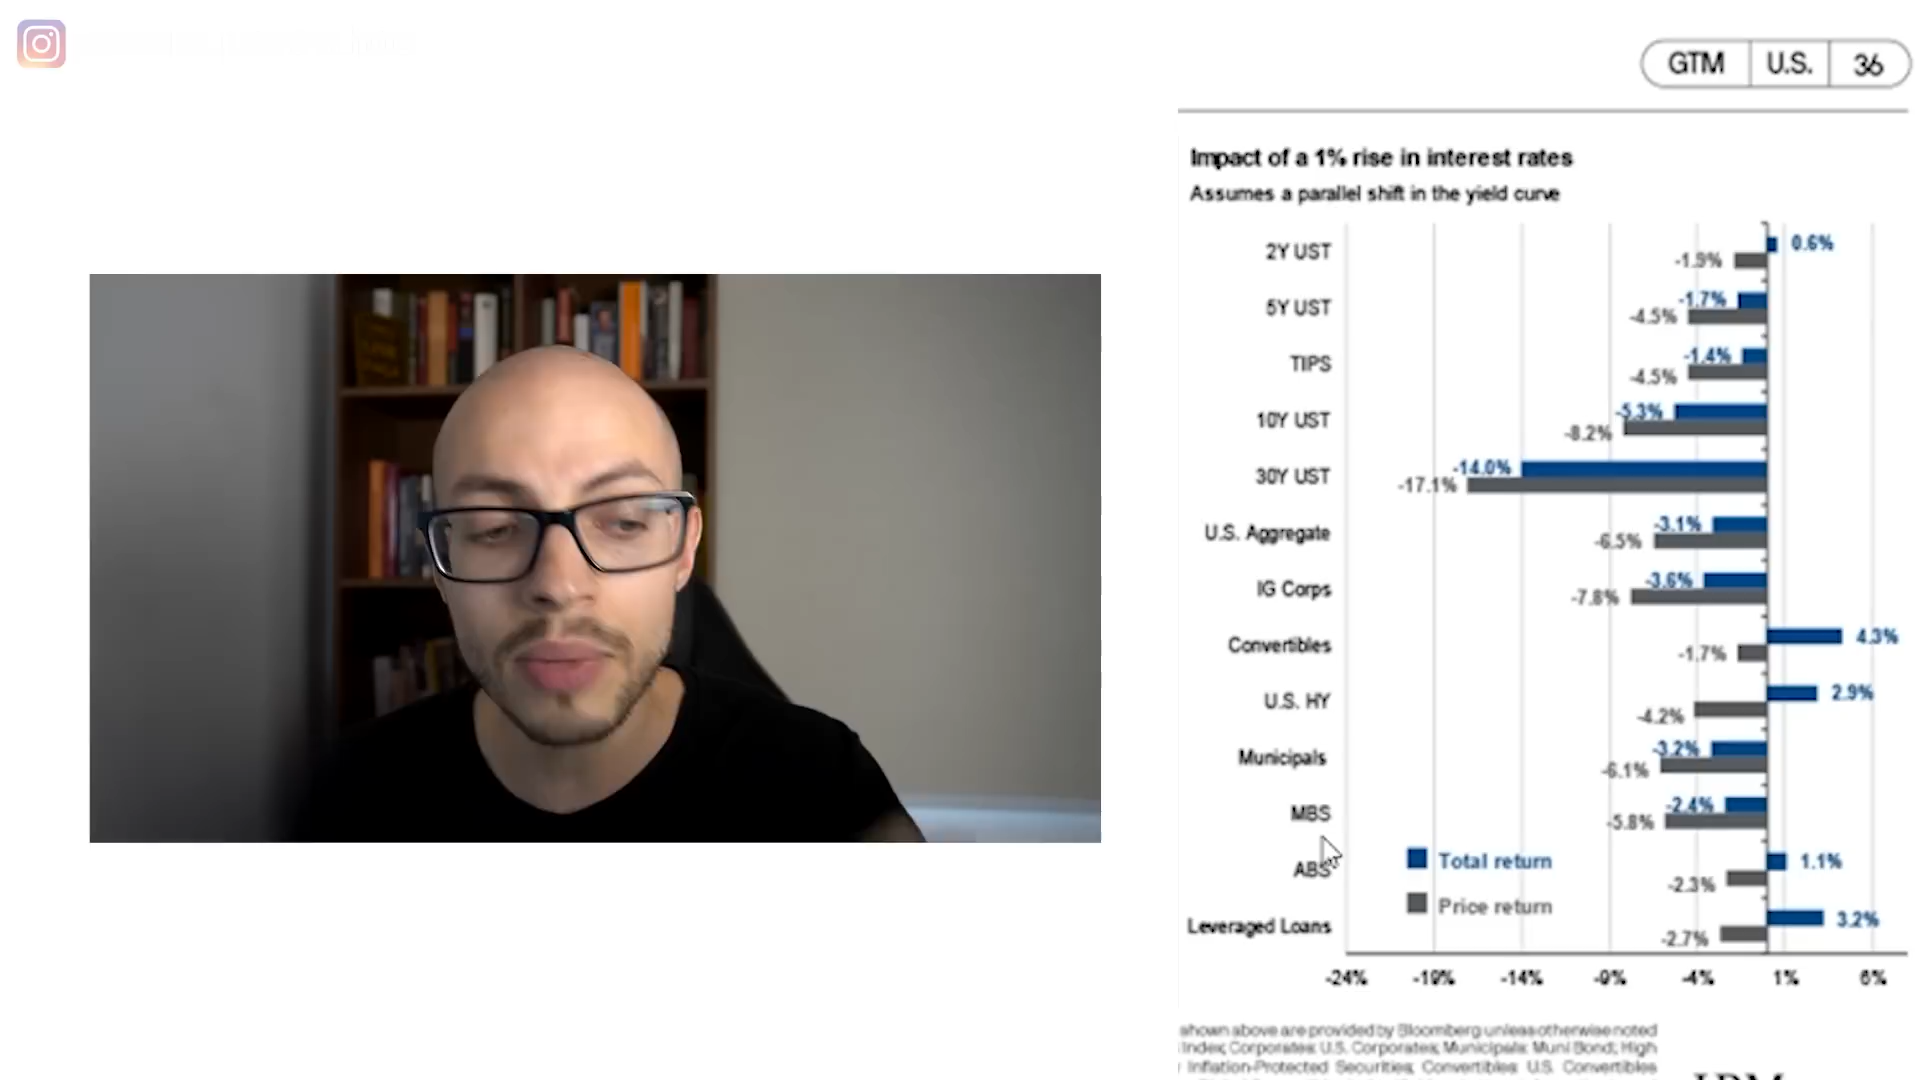 GTM U.S. 36
Impact of a 1% rise in interest rates
Assumes a parallel shift in the yield curve
2Y UST 0.6% -1.9%
5Y UST -1.7% -4.5%
TIPS -1.4% -4.5%
10Y UST -5.3% -8.2%
30Y UST -14.0% -17.1%
U.S. Aggregate -3.1% -6.5%
IG Corps -3.6% -7.8%
Convertibles 4.3% -1.7%
U.S. HY 2.9% -4.2%
Municipals -3.2% -6.1%
MBS -2.4% -5.8%
ABS 1.1% -2.3%
Leveraged Loans 3.2% -2.7%
Total return
Price return
-24% -19% -14% -9% -4% 1% 6%
shown above are provided by Bloomberg unless otherwise noted
Index; Corporates: U.S. Corporates; Municipals: Muni Bond; High
Inflation-Protected Securities; Convertibles: U.S. Convertibles